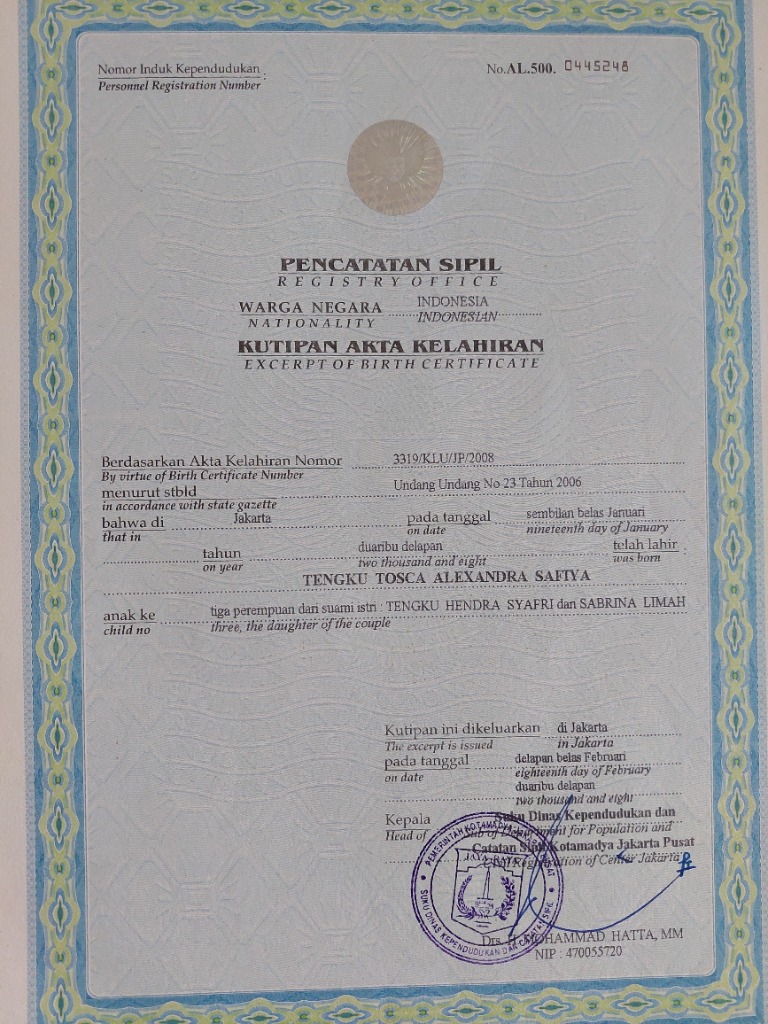 Nomor Induk Kependudukan :
Personnel Registration Number
No.AL.500. 0445248
PENCATATAN SIPIL
REGISTRY OFFICE
WARGA NEGARA INDONESIA
NATIONALITY INDONESIAN
KUTIPAN AKTA KELAHIRAN
EXCERPT OF BIRTH CERTIFICATE
Berdasarkan Akta Kelahiran Nomor 3319/KLU/JP/2008
By virtue of Birth Certificate Number
menurut stbld Undang Undang No 23 Tahun 2006
in accordance with state gazette
bahwa di Jakarta pada tanggal sembilan belas Januari
that in on date nineteenth day of January
tahun duaribu delapan telah lahir :
on year two thousand and eight was born
TENGKU TOSCA ALEXANDRA SAFIYA
anak ke tiga perempuan dari suami istri : TENGKU HENDRA SYAFRI dan SABRINA LIMAH
child no three, the daughter of the couple
Kutipan ini dikeluarkan di Jakarta
The excerpt is issued in Jakarta
pada tanggal delapan belas Februari
on date eighteenth day of February
duaribu delapan
two thousand and eight
Kepala Suku Dinas Kependudukan dan
Head of Sub of Department for Population and
Catatan Sipil Kotamadya Jakarta Pusat
Civil Registration of Center Jakarta
PEMERINTAH KOTAMADYA
JAYA RAYA
SUKU DINAS KEPENDUDUKAN DAN CATATAN SIPIL
Drs. H. MOHAMMAD HATTA, MM
NIP : 470055720